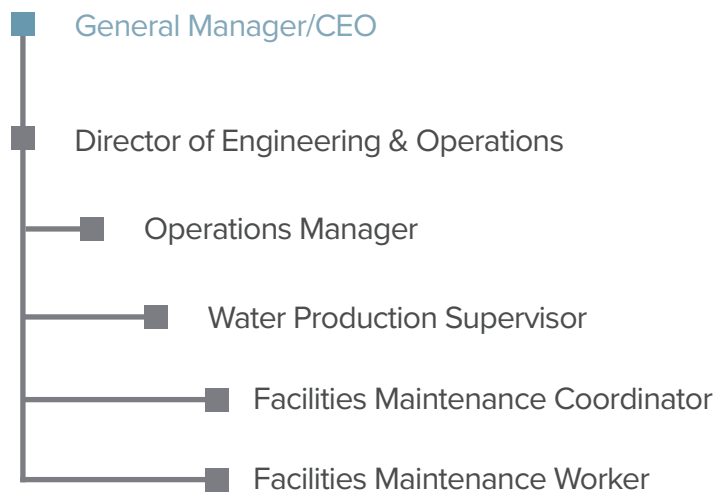 General Manager/CEO
Director of Engineering & Operations
Operations Manager
Water Production Supervisor
Facilities Maintenance Coordinator
Facilities Maintenance Worker